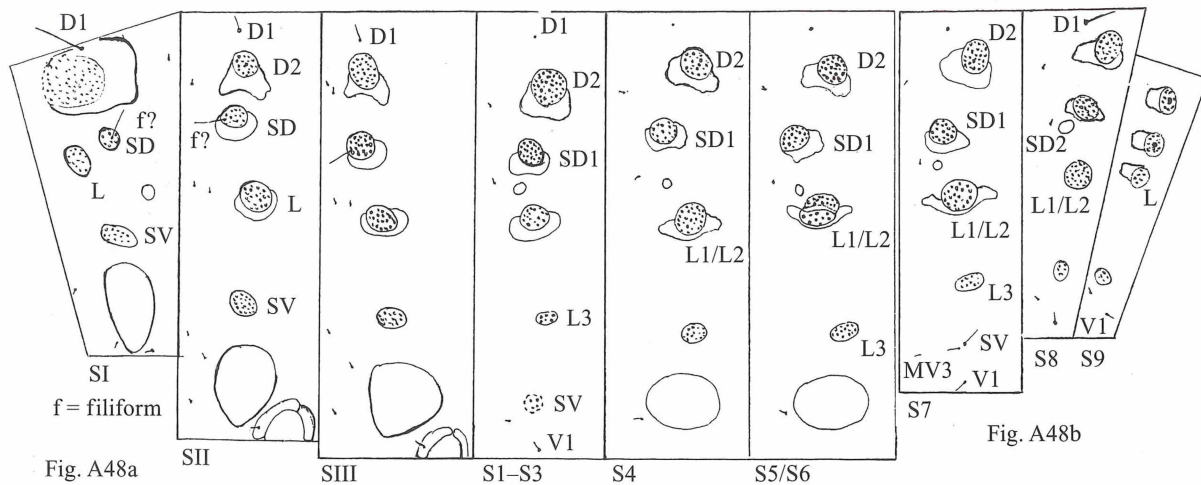 D1
f?
SD
L
SV
SI
f = filiform
Fig. A48a
D1
D2
f?
SD
L
SV
SII
D1
SIII
D1
D2
SD1
L3
SV
V1
S1–S3
D2
SD1
L1/L2
S4
D2
SD1
L1/L2
L3
S5/S6
D2
SD1
L1/L2
L3
SV
MV3
V1
S7
D1
SD2
L1/L2
V1
L
S8
S9
Fig. A48b